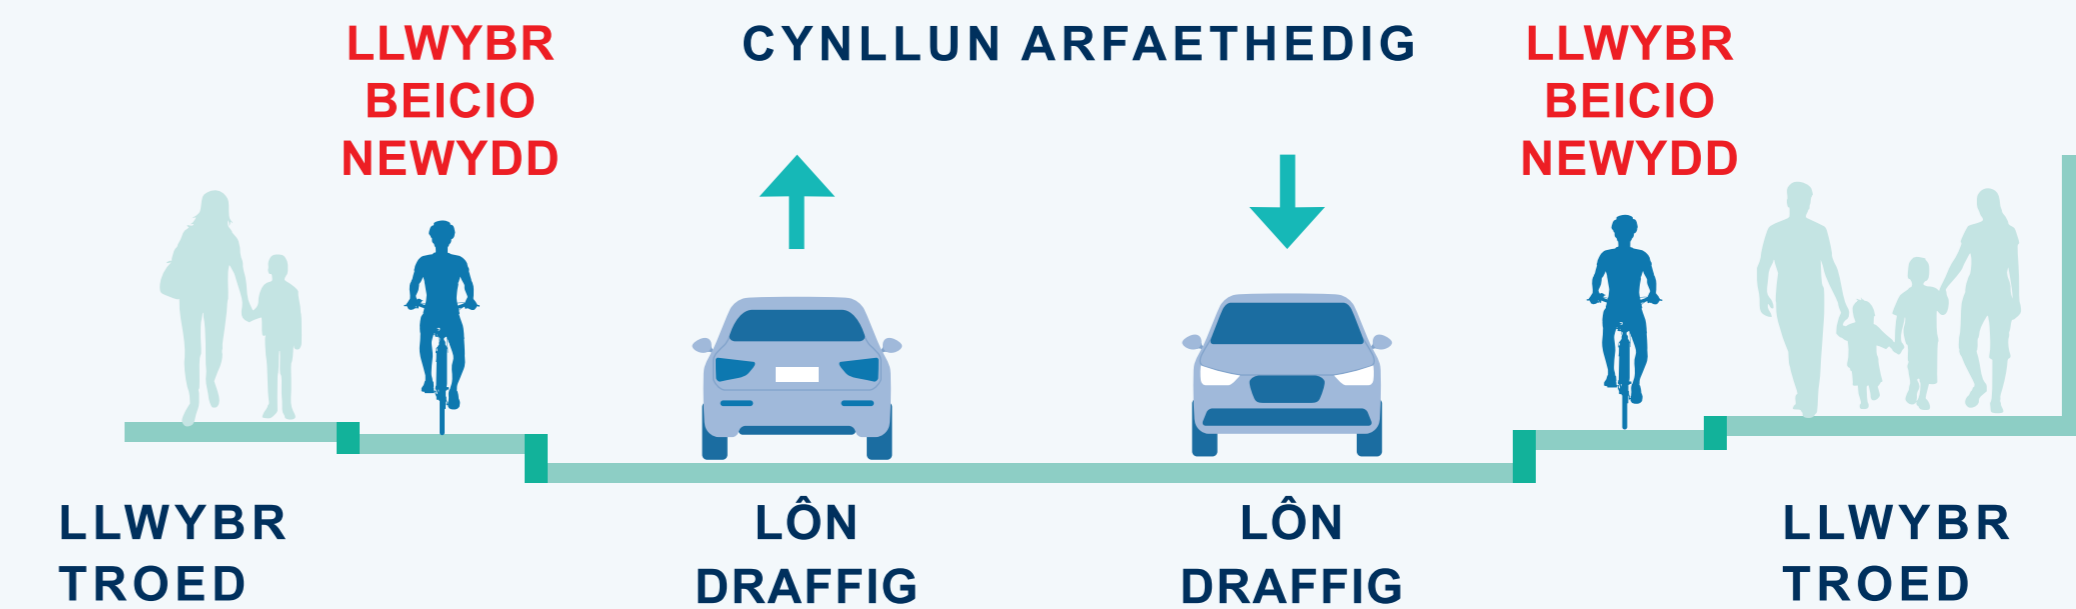 LLWYBR
BEICIO
NEWYDD
CYNLLUN ARFAETHEDIG
LLWYBR
BEICIO
NEWYDD
LLWYBR
TROED
LÔN
DRAFFIG
LÔN
DRAFFIG
LLWYBR
TROED